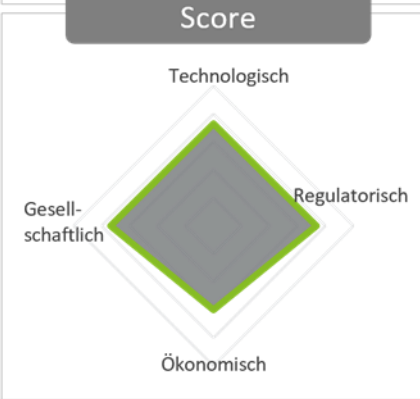 Score
Technologisch
Regulatorisch
Gesell-
schaftlich
Ökonomisch